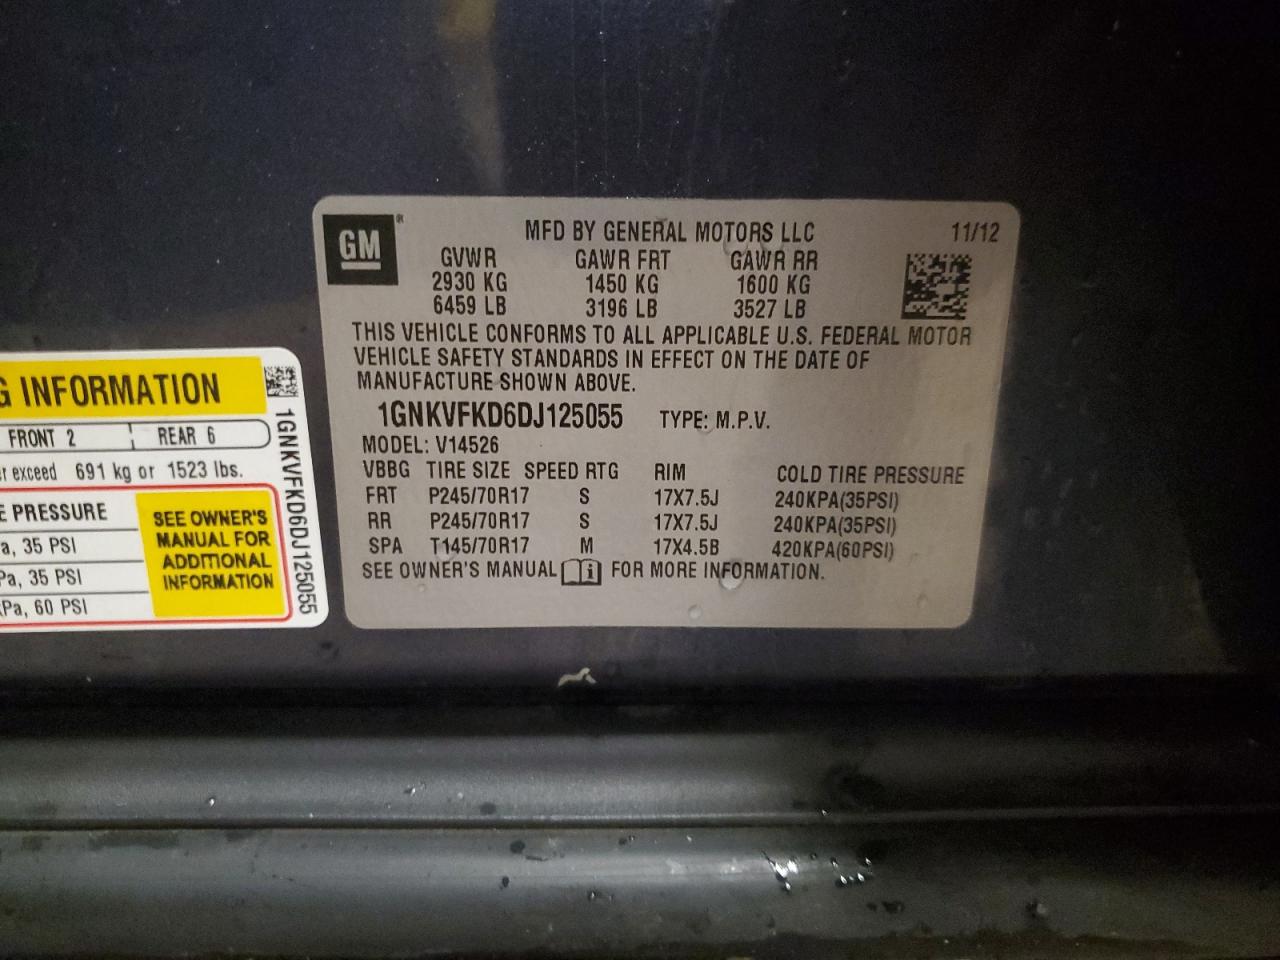 GM®
MFD BY GENERAL MOTORS LLC 11/12
GVWR GAWR FRT GAWR RR
2930 KG 1450 KG 1600 KG
6459 LB 3196 LB 3527 LB
THIS VEHICLE CONFORMS TO ALL APPLICABLE U.S. FEDERAL MOTOR
VEHICLE SAFETY STANDARDS IN EFFECT ON THE DATE OF
MANUFACTURE SHOWN ABOVE.
1GNKVFKD6DJ125055 TYPE: M.P.V.
MODEL: V14526
VBBG TIRE SIZE SPEED RTG RIM COLD TIRE PRESSURE
FRT P245/70R17 S 17X7.5J 240KPA(35PSI)
RR P245/70R17 S 17X7.5J 240KPA(35PSI)
SPA T145/70R17 M 17X4.5B 420KPA(60PSI)
SEE OWNER'S MANUAL i FOR MORE INFORMATION.
INFORMATION
FRONT 2 REAR 6
exceed 691 kg or 1523 lbs.
PRESSURE
35 PSI
35 PSI
60 PSI
SEE OWNER'S
MANUAL FOR
ADDITIONAL
INFORMATION
1GNKVFKD6DJ125055